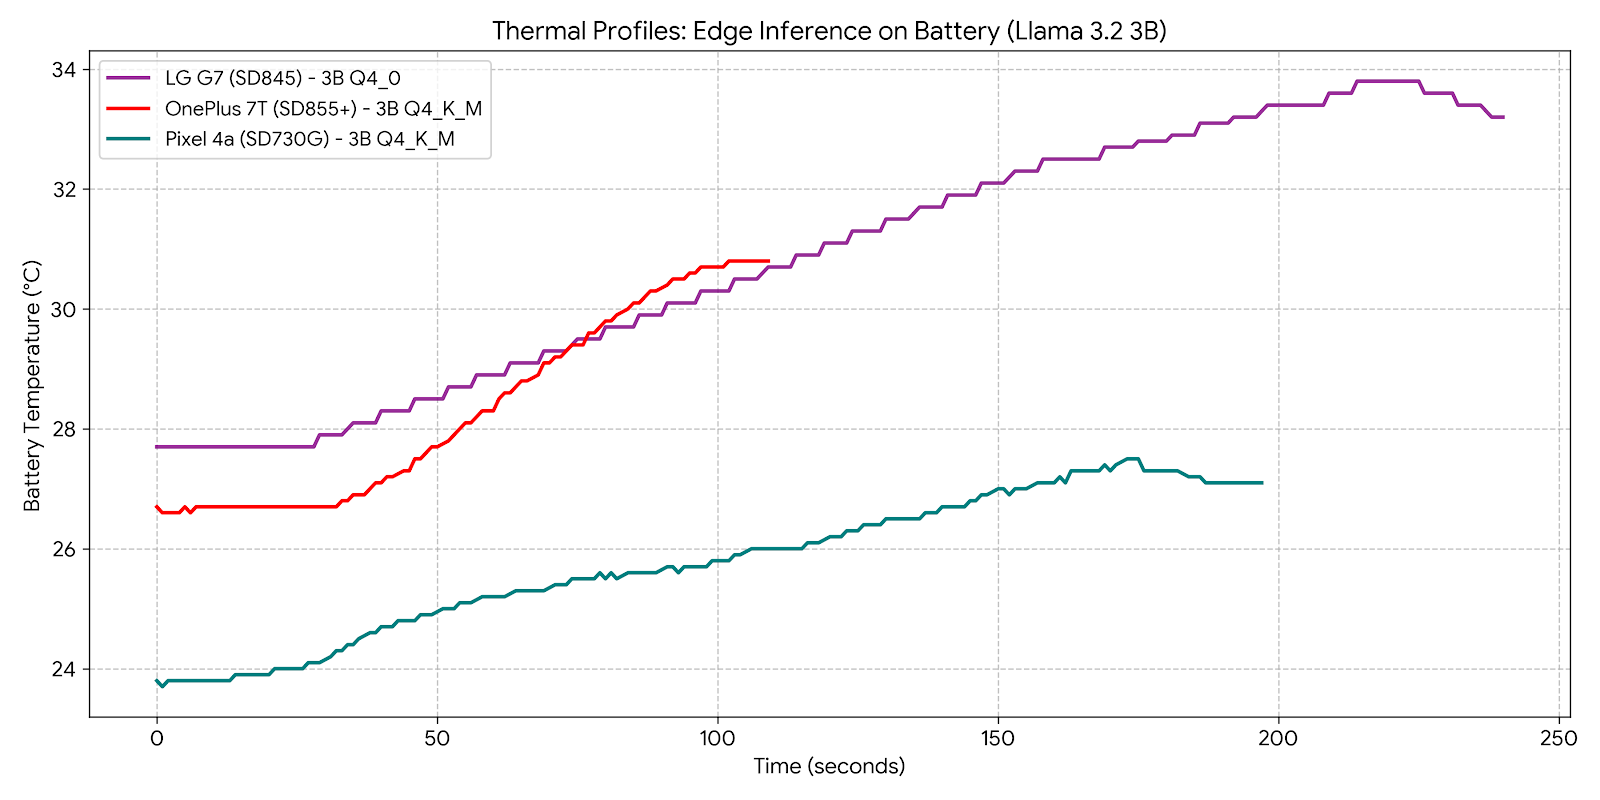 Thermal Profiles: Edge Inference on Battery (Llama 3.2 3B)
LG G7 (SD845) - 3B Q4_0
OnePlus 7T (SD855+) - 3B Q4_K_M
Pixel 4a (SD730G) - 3B Q4_K_M
Battery Temperature (°C)
34
32
30
28
26
24
0 50 100 150 200 250
Time (seconds)